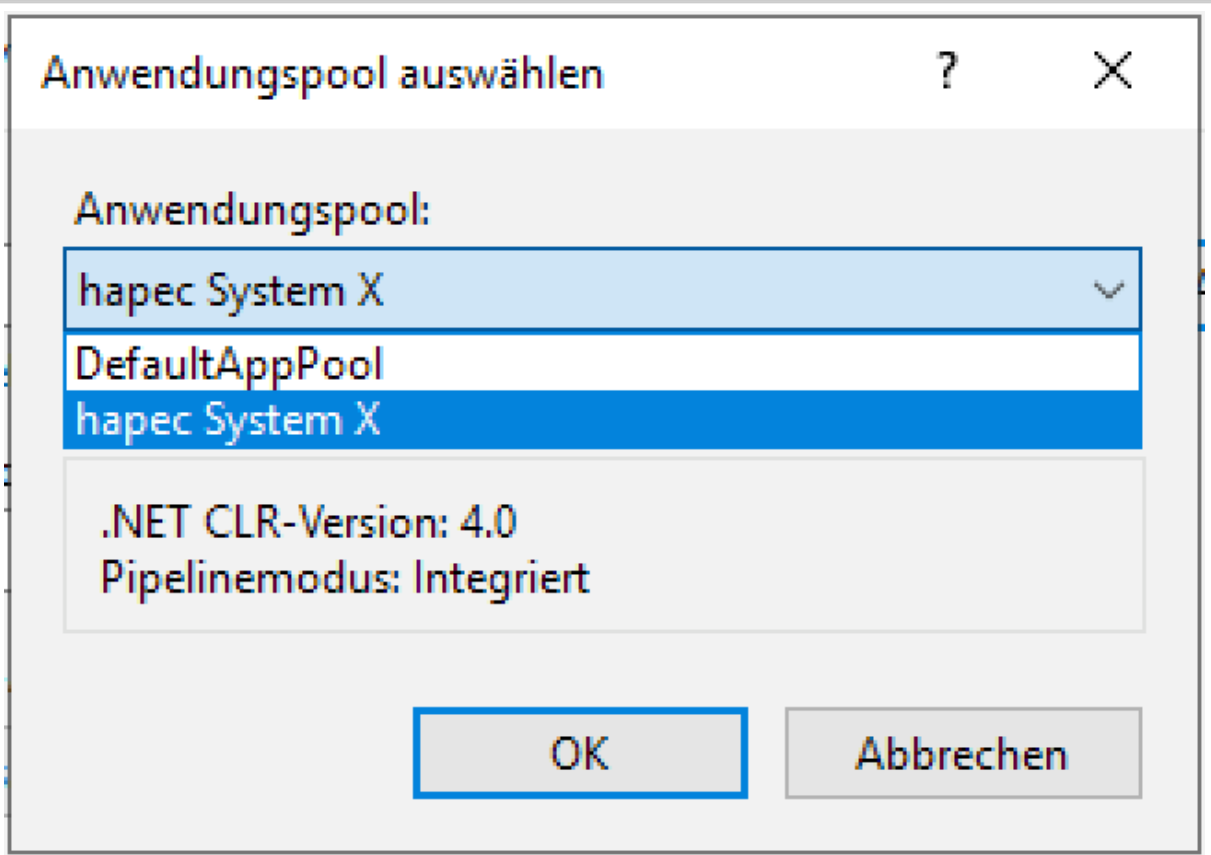 Anwendungspool auswählen ?
Anwendungspool:
hapec System X
DefaultAppPool
hapec System X
.NET CLR-Version: 4.0
Pipelinemodus: Integriert
OK Abbrechen